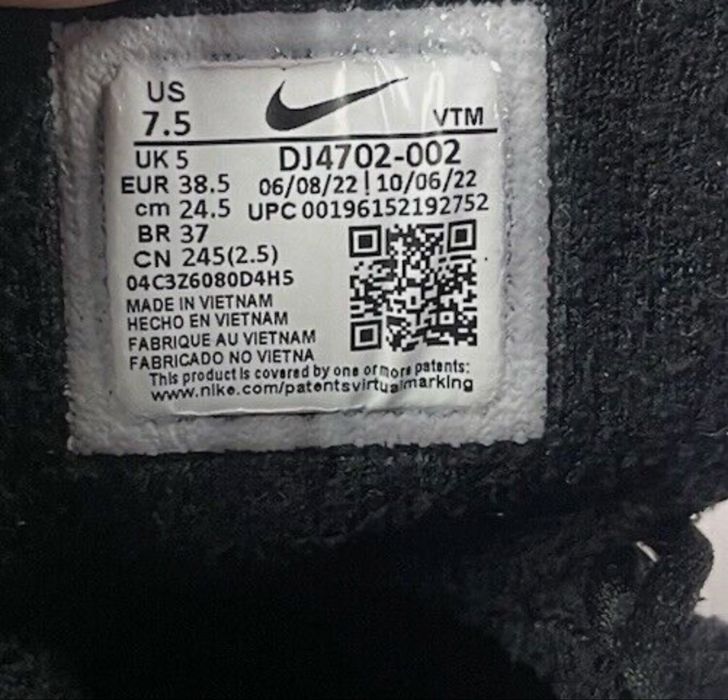 US
7.5
VTM
UK 5 DJ4702-002
EUR 38.5 06/08/22 | 10/06/22
cm 24.5 UPC 00196152192752
BR 37
CN 245(2.5)
04C3Z6080D4H5
MADE IN VIETNAM
HECHO EN VIETNAM
FABRIQUE AU VIETNAM
FABRICADO NO VIETNA
This product is covered by one or more patents:
www.nike.com/patentsvirtualmarking